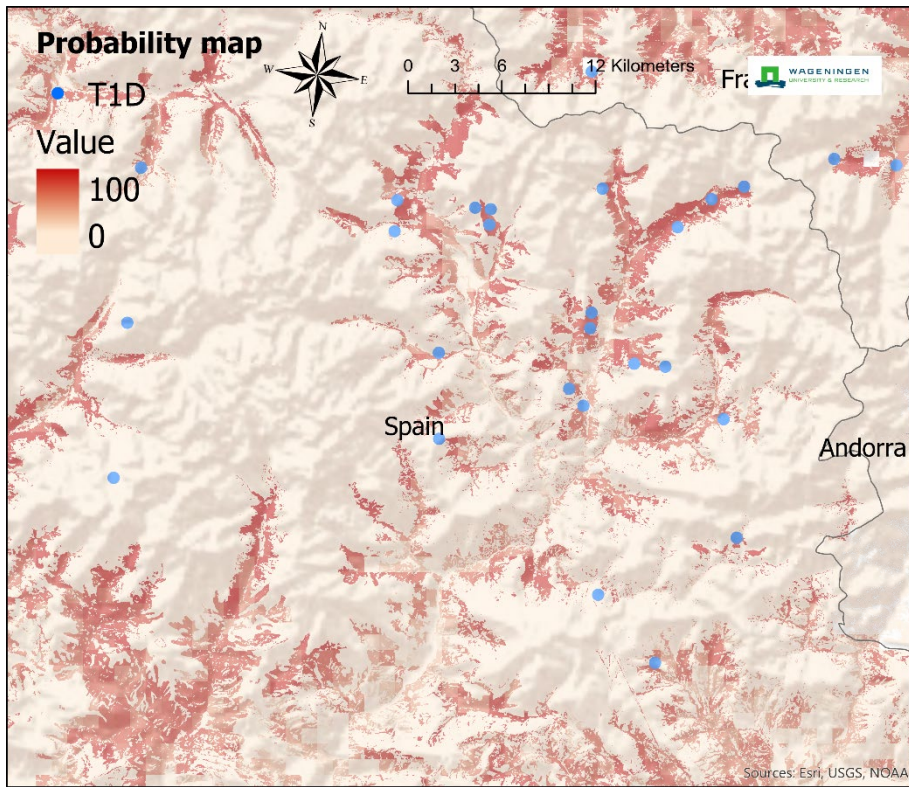 Probability map
T1D
Value
100
0
N
W
E
S
0 3 6 12 Kilometers
Fra
WAGENINGEN
UNIVERSITY & RESEARCH
Spain
Andorra
Sources: Esri, USGS, NOAA